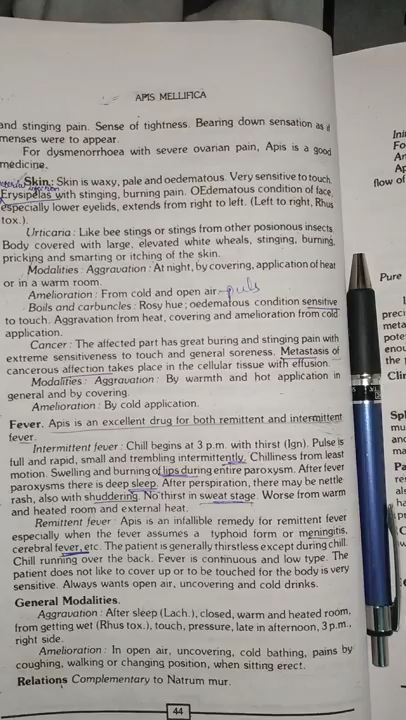 APIS MELLIFICA
and stinging pain. Sense of tightness. Bearing down sensation as if
menses were to appear.
For dysmenorrhoea with severe ovarian pain, Apis is a good
medicine.
Skin: Skin is waxy, pale and oedematous. Very sensitive to touch.
infection
Erysipelas with stinging, burning pain. OEdematous condition of face,
especially lower eyelids, extends from right to left. (Left to right, Rhus
tox.).
Urticaria : Like bee stings or stings from other posionous insects.
Body covered with large, elevated white wheals, stinging, burning,
pricking and smarting or itching of the skin.
Modalities : Aggravation : At night, by covering, application of heat
or in a warm room.
Amelioration : From cold and open air - puls
Boils and carbuncles : Rosy hue; oedematous condition sensitive
to touch. Aggravation from heat, covering and amelioration from cold
application.
Cancer : The affected part has great buring and stinging pain with
extreme sensitiveness to touch and general soreness. Metastasis of
cancerous affection takes place in the cellular tissue with effusion.
Modalities : Aggravation : By warmth and hot application in
general and by covering.
Amelioration : By cold application.
Fever. Apis is an excellent drug for both remittent and intermittent
fever.
Intermittent fever : Chill begins at 3 p.m. with thirst (Ign). Pulse is
full and rapid, small and trembling intermittently. Chilliness from least
motion. Swelling and burning of lips during entire paroxysm. After fever
paroxysms there is deep sleep. After perspiration, there may be nettle
rash, also with shuddering. No thirst in sweat stage. Worse from warm
and heated room and external heat.
Remittent fever : Apis is an infallible remedy for remittent fever
especially when the fever assumes a typhoid form or meningitis,
cerebral fever, etc. The patient is generally thirstless except during chill.
Chill running over the back. Fever is continuous and low type. The
patient does not like to cover up or to be touched for the body is very
sensitive. Always wants open air, uncovering and cold drinks.
General Modalities.
Aggravation : After sleep (Lach.), closed, warm and heated room,
from getting wet (Rhus tox.), touch, pressure, late in afternoon, 3 p.m.,
right side.
Amelioration : In open air, uncovering, cold bathing, pains by
coughing, walking or changing position, when sitting erect.
Relations Complementary to Natrum mur.
44
flow of
Pure